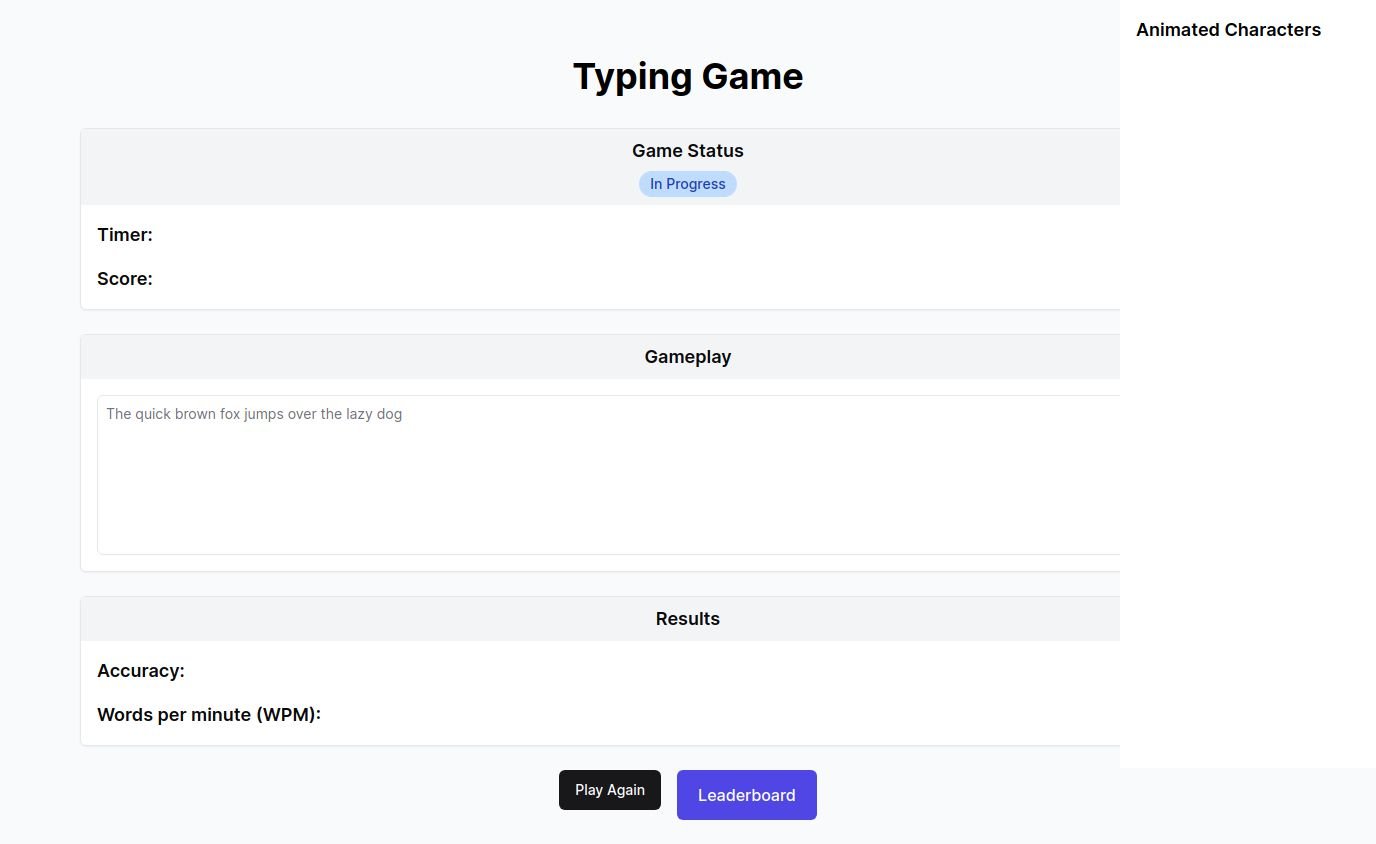 Animated Characters
Typing Game
Game Status
In Progress
Timer:
Score:
Gameplay
The quick brown fox jumps over the lazy dog
Results
Accuracy:
Words per minute (WPM):
Play Again
Leaderboard